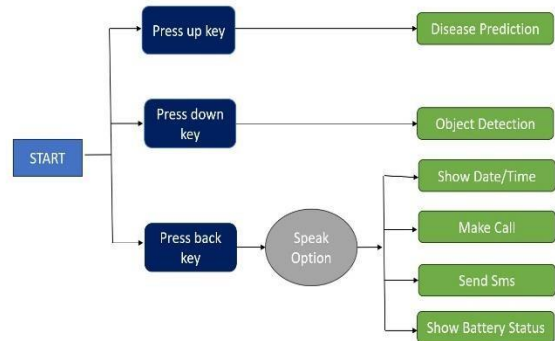 Press up key
Disease Prediction
Press down
key
Object Detection
START
Show Date/Time
Make Call
Press back
key
Speak
Option
Send Sms
Show Battery Status